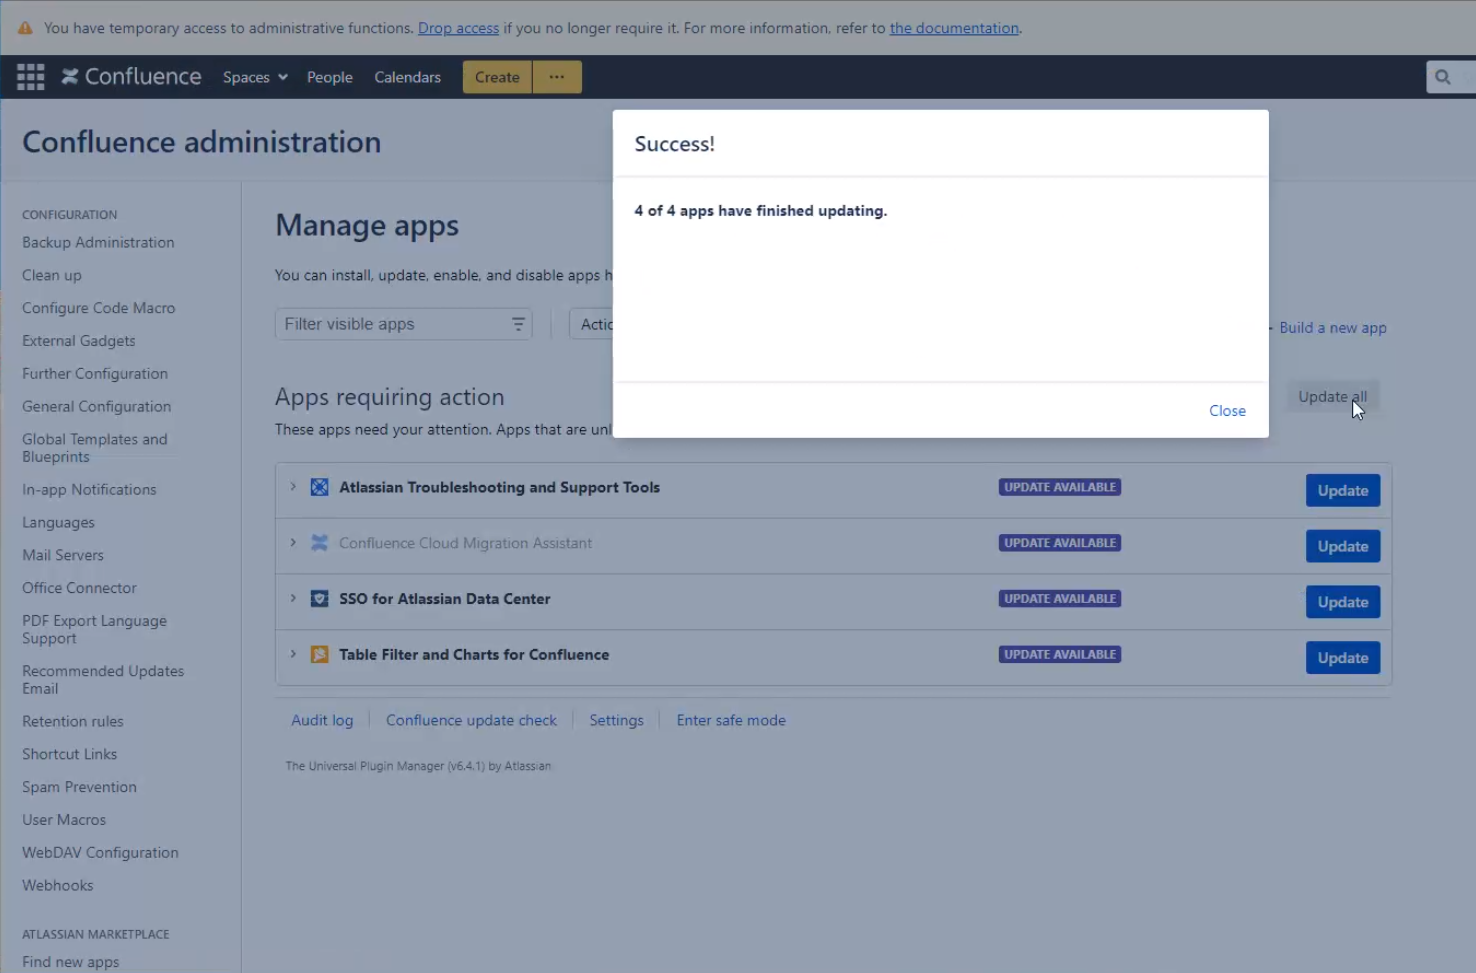 You have temporary access to administrative functions. Drop access if you no longer require it. For more information, refer to the documentation.
Confluence Spaces People Calendars Create ···
Confluence administration
Success!
4 of 4 apps have finished updating.
Close
CONFIGURATION
Backup Administration
Clean up
Configure Code Macro
External Gadgets
Further Configuration
General Configuration
Global Templates and
Blueprints
In-app Notifications
Languages
Mail Servers
Office Connector
PDF Export Language
Support
Recommended Updates
Email
Retention rules
Shortcut Links
Spam Prevention
User Macros
WebDAV Configuration
Webhooks
ATLASSIAN MARKETPLACE
Find new apps
Manage apps
You can install, update, enable, and disable apps h
Filter visible apps
Actio
Build a new app
Apps requiring action
Update all
These apps need your attention. Apps that are unl
Atlassian Troubleshooting and Support Tools UPDATE AVAILABLE Update
Confluence Cloud Migration Assistant UPDATE AVAILABLE Update
SSO for Atlassian Data Center UPDATE AVAILABLE Update
Table Filter and Charts for Confluence UPDATE AVAILABLE Update
Audit log Confluence update check Settings Enter safe mode
The Universal Plugin Manager (v6.4.1) by Atlassian